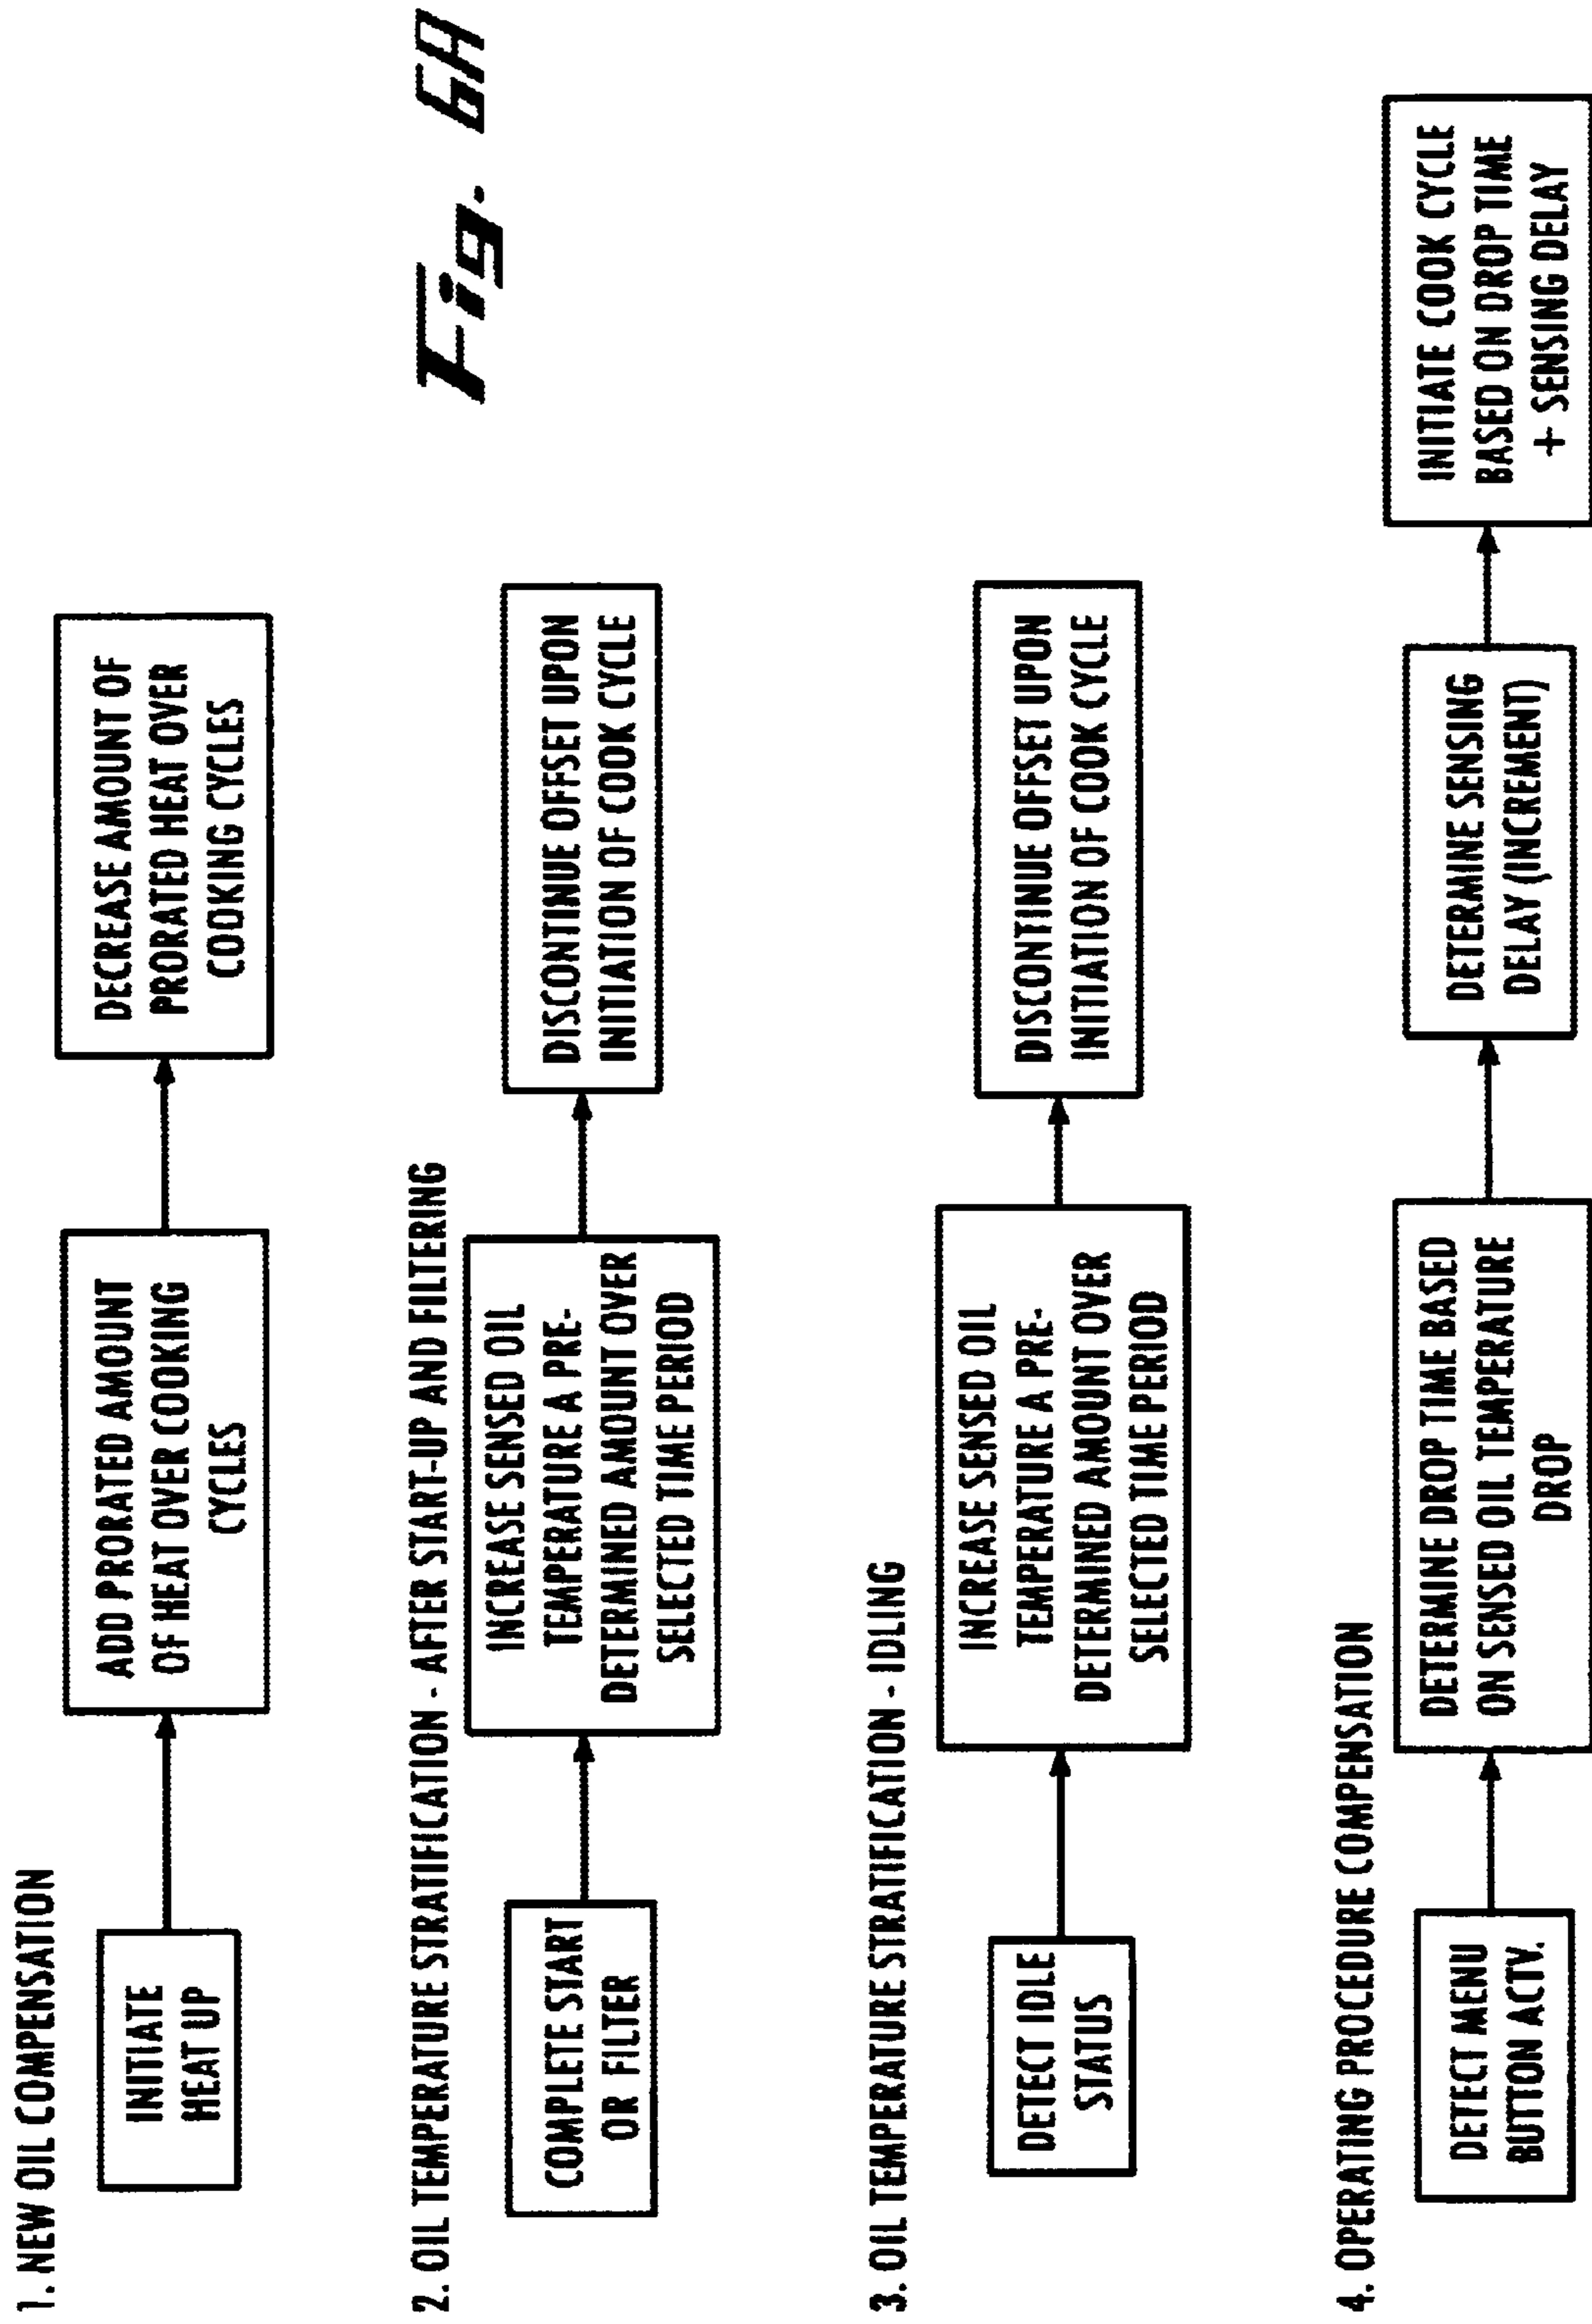 1. NEW OIL COMPENSATION
INITIATE
HEAT UP
ADD PRORATED AMOUNT
OF HEAT OVER COOKING
CYCLES
DECREASE AMOUNT OF
PRORATED HEAT OVER
COOKING CYCLES
Fig. 6A
2. OIL TEMPERATURE STRATIFICATION - AFTER START-UP AND FILTERING
COMPLETE START
OR FILTER
INCREASE SENSED OIL
TEMPERATURE A PRE-
DETERMINED AMOUNT OVER
SELECTED TIME PERIOD
DISCONTINUE OFFSET UPON
INITIATION OF COOK CYCLE
3. OIL TEMPERATURE STRATIFICATION - IDLING
DETECT IDLE
STATUS
INCREASE SENSED OIL
TEMPERATURE A PRE-
DETERMINED AMOUNT OVER
SELECTED TIME PERIOD
DISCONTINUE OFFSET UPON
INITIATION OF COOK CYCLE
4. OPERATING PROCEDURE COMPENSATION
DETECT MENU
BUTTON ACTV.
DETERMINE DROP TIME BASED
ON SENSED OIL TEMPERATURE
DROP
DETERMINE SENSING
DELAY (INCREMENT)
INITIATE COOK CYCLE
BASED ON DROP TIME
+ SENSING DELAY